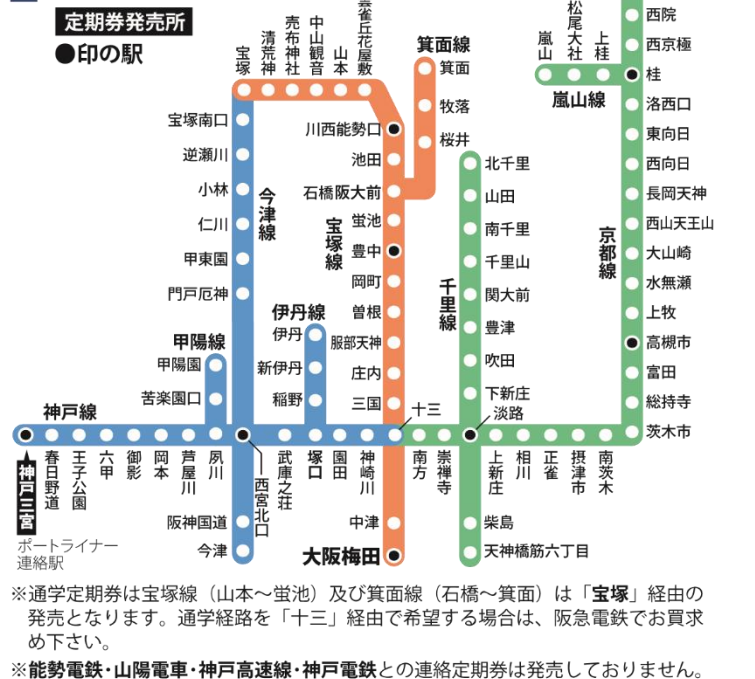 定期券発売所
●印の駅
宝塚
清荒神
売布神社
中山観音
山本
雲雀丘花屋敷
箕面線
箕面
牧落
桜井
嵐山
松尾大社
上桂
嵐山線
西院
西京極
桂
洛西口
東向日
西向日
長岡天神
西山天王山
大山崎
水無瀬
上牧
高槻市
富田
総持寺
茨木市
京都線
宝塚南口
逆瀬川
小林
仁川
甲東園
門戸厄神
今津線
川西能勢口
池田
石橋阪大前
蛍池
豊中
岡町
曽根
服部天神
庄内
三国
宝塚線
北千里
山田
南千里
千里山
関大前
豊津
吹田
下新庄
淡路
千里線
伊丹線
伊丹
新伊丹
稲野
甲陽線
甲陽園
苦楽園口
神戸線
十三
神戸三宮
春日野道
王子公園
六甲
御影
岡本
芦屋川
夙川
西宮北口
武庫之荘
塚口
園田
神崎川
南方
崇禅寺
上新庄
相川
正雀
摂津市
南茨木
阪神国道
今津
中津
大阪梅田
柴島
天神橋筋六丁目
ポートライナー
連絡駅
※通学定期券は宝塚線（山本～蛍池）及び箕面線（石橋～箕面）は「宝塚」経由の
発売となります。通学経路を「十三」経由で希望する場合は、阪急電鉄でお買求
め下さい。
※能勢電鉄・山陽電車・神戸高速線・神戸電鉄との連絡定期券は発売しておりません。